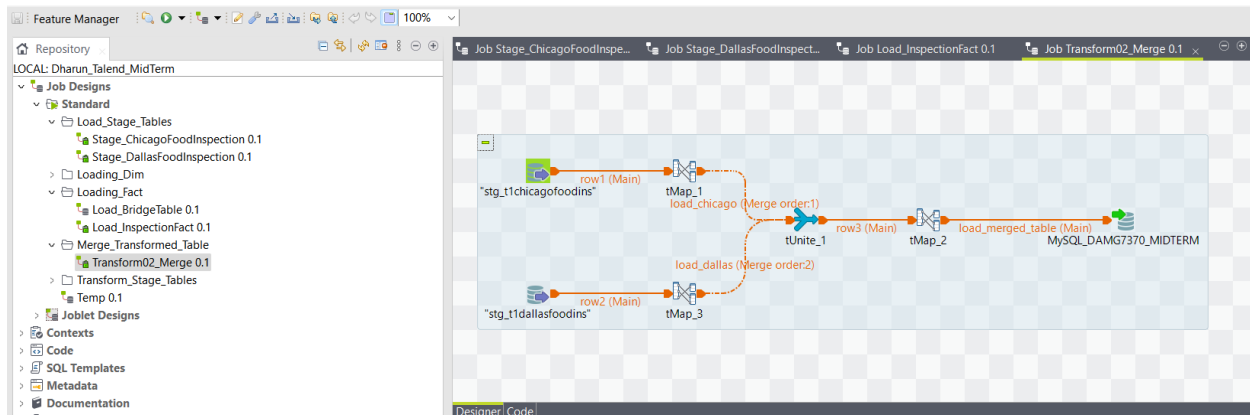 Feature Manager
100%
Repository
LOCAL: Dharun_Talend_MidTerm
Job Designs
Standard
Load_Stage_Tables
Stage_ChicagoFoodInspection 0.1
Stage_DallasFoodInspection 0.1
Loading_Dim
Loading_Fact
Load_BridgeTable 0.1
Load_InspectionFact 0.1
Merge_Transformed_Table
Transform02_Merge 0.1
Transform_Stage_Tables
Temp 0.1
Joblet Designs
Contexts
Code
SQL Templates
Metadata
Documentation
Job Stage_ChicagoFoodInspe...
Job Stage_DallasFoodInspect...
Job Load_InspectionFact 0.1
Job Transform02_Merge 0.1
row1 (Main)
"stg_t1chicagofoodins"
tMap_1
load_chicago (Merge order:1)
row3 (Main)
load_merged_table (Main)
tUnite_1
tMap_2
MySQL_DAMG7370_MIDTERM
load_dallas (Merge order:2)
row2 (Main)
"stg_t1dallasfoodins"
tMap_3
Designer
Code